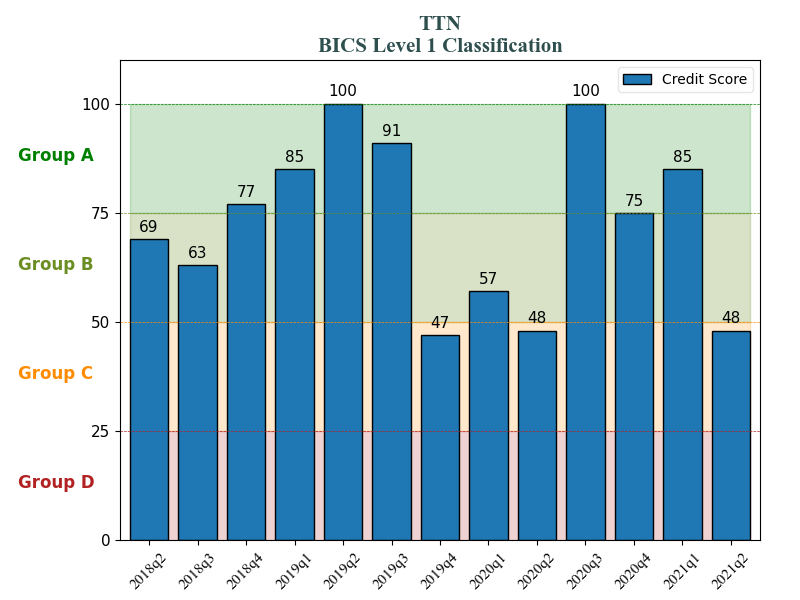 TTN
BICS Level 1 Classification
Credit Score
100
75
50
25
0
Group A
Group B
Group C
Group D
69
63
77
85
100
91
47
57
48
100
75
85
48
2018q2
2018q3
2018q4
2019q1
2019q2
2019q3
2019q4
2020q1
2020q2
2020q3
2020q4
2021q1
2021q2